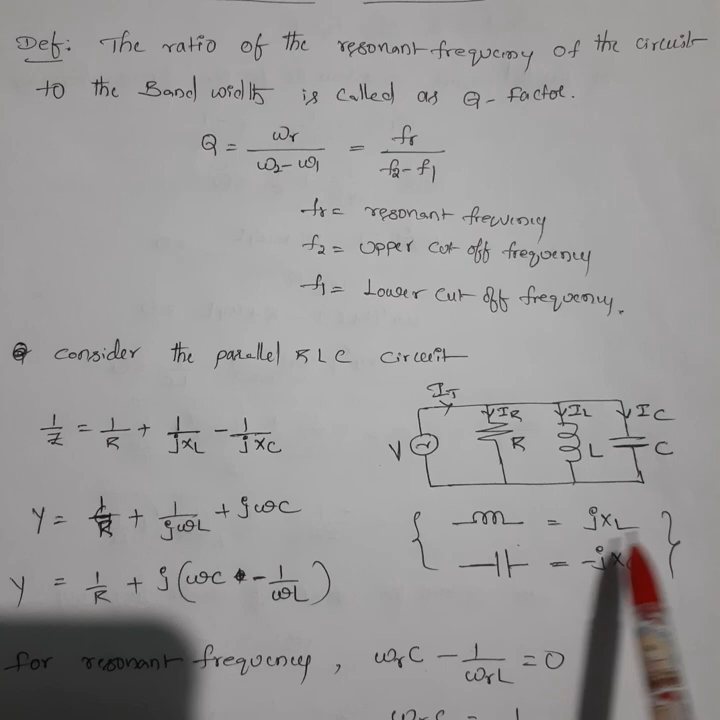 Def: The ratio of the resonant frequency of the circuit
to the Band width is called as Q-factor.
Q = ωr / (ω2 - ω1) = fr / (f2 - f1)
fr = resonant frequency
f2 = Upper cut off frequency
f1 = Lower cut off frequency.
consider the parallel RLC circuit
1/Z = 1/R + 1/jXL - 1/jXC
IT
V
IR
R
IL
L
IC
C
Y = 1/R + 1/jωL + jωC
= jXL
Y = 1/R + j(ωC - 1/ωL)
= -jX
for resonant frequency, ωrC - 1/ωrL = 0
ωrC = 1